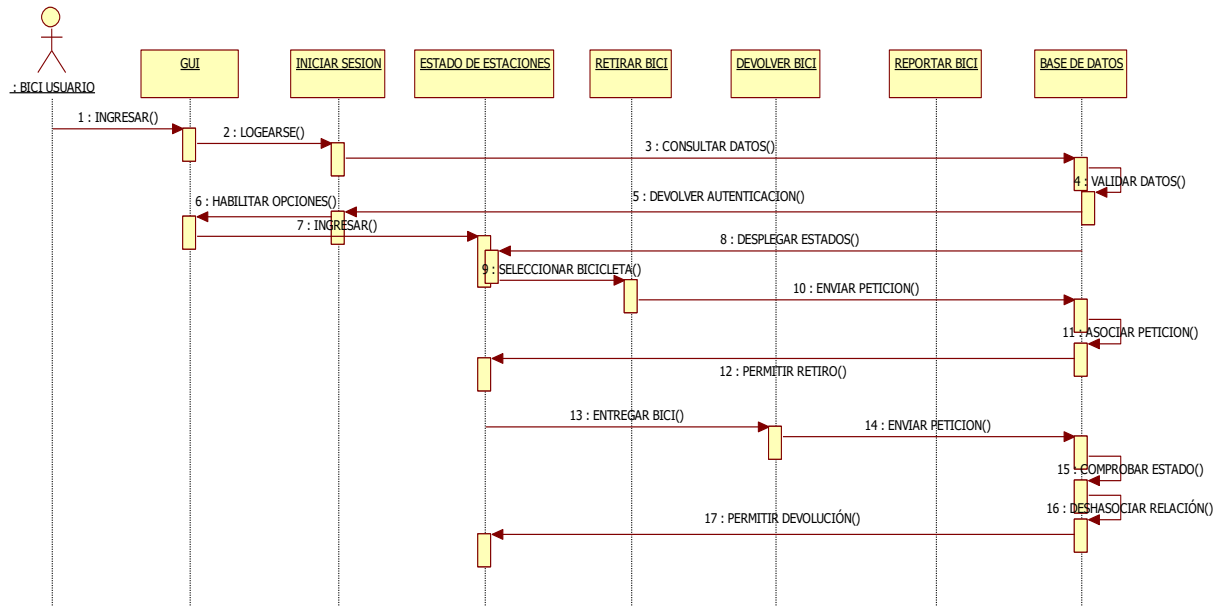 : BICI USUARIO
GUI
INICIAR SESION
ESTADO DE ESTACIONES
RETIRAR BICI
DEVOLVER BICI
REPORTAR BICI
BASE DE DATOS
1 : INGRESAR()
2 : LOGEARSE()
3 : CONSULTAR DATOS()
4 : VALIDAR DATOS()
5 : DEVOLVER AUTENTICACION()
6 : HABILITAR OPCIONES()
7 : INGRESAR()
8 : DESPLEGAR ESTADOS()
9 : SELECCIONAR BICICLETA()
10 : ENVIAR PETICION()
11 : ASOCIAR PETICION()
12 : PERMITIR RETIRO()
13 : ENTREGAR BICI()
14 : ENVIAR PETICION()
15 : COMPROBAR ESTADO()
16 : DESHASOCIAR RELACIÓN()
17 : PERMITIR DEVOLUCIÓN()